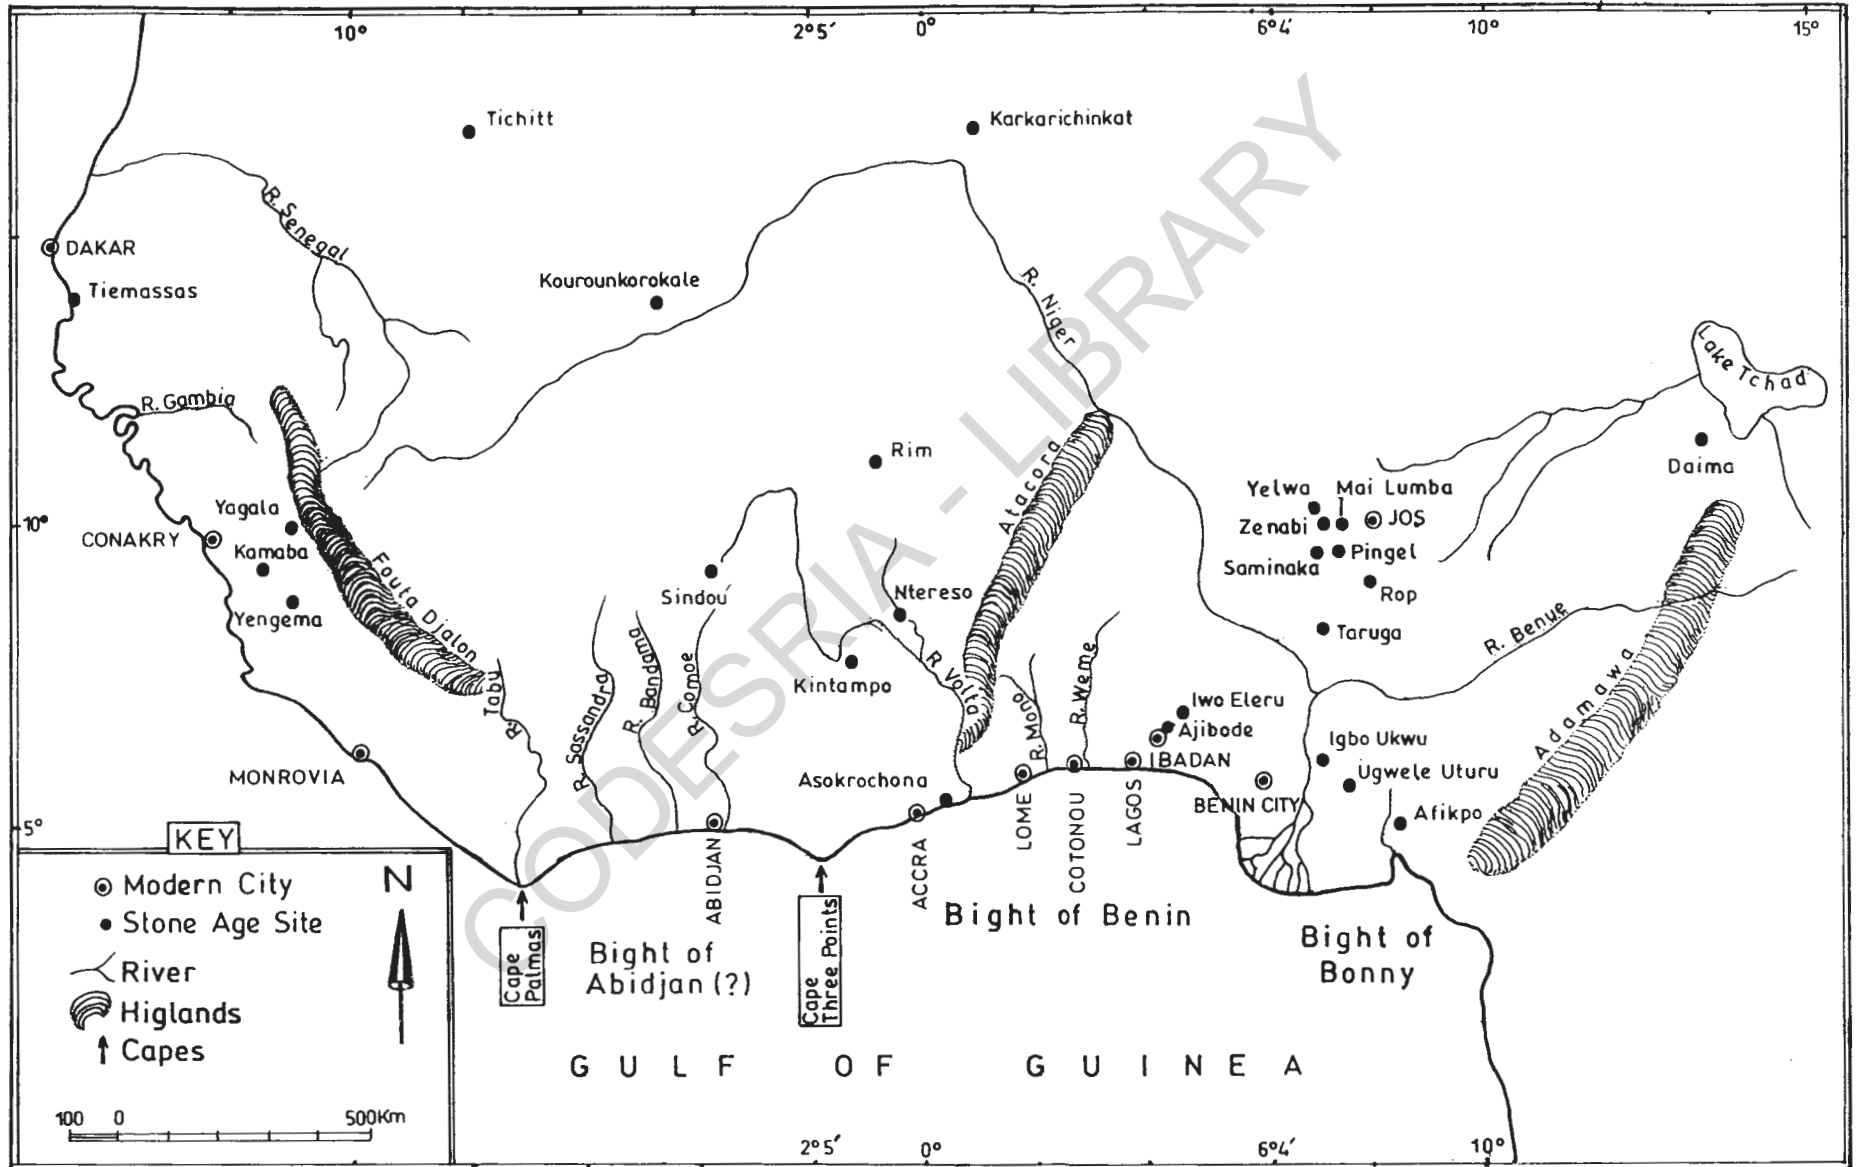 10° 2°5' 0° 6°4' 10° 15°
Tichitt
Karkarichinkat
R. Senegal
DAKAR
Tiemassas
Kourounkorokale
R. Niger
Lake Tchad
R. Gambia
Rim
Atacora
Daima
Yelwa
Mai Lumba
Zenabi
JOS
Yagala
10°
CONAKRY
Kamaba
Fouta Djalon
Saminaka
Pingel
Sindou
Ntereso
Rop
Yengema
Taruga
R. Benwe
R. Taby
R. Sassandra
R. Bandama
R. Comoe
Kintampo
R Volta
R. Mono
R. Weme
Iwo Eleru
Ajibode
IBADAN
Adamawa
Igbo Ukwu
Ugwele Uturu
MONROVIA
Asokrochona
BENIN CITY
Afikpo
5°
ABIDJAN
ACCRA
LOME
COTONOU
LAGOS
KEY
Modern City
Stone Age Site
River
Higlands
Capes
N
100 0 500Km
Cape
Palmas
Bight of
Abidjan (?)
Cape
Three Points
Bight of Benin
Bight of
Bonny
GULF OF GUINEA
2°5' 0° 6°4' 10°
CODESRIA - LIBRARY